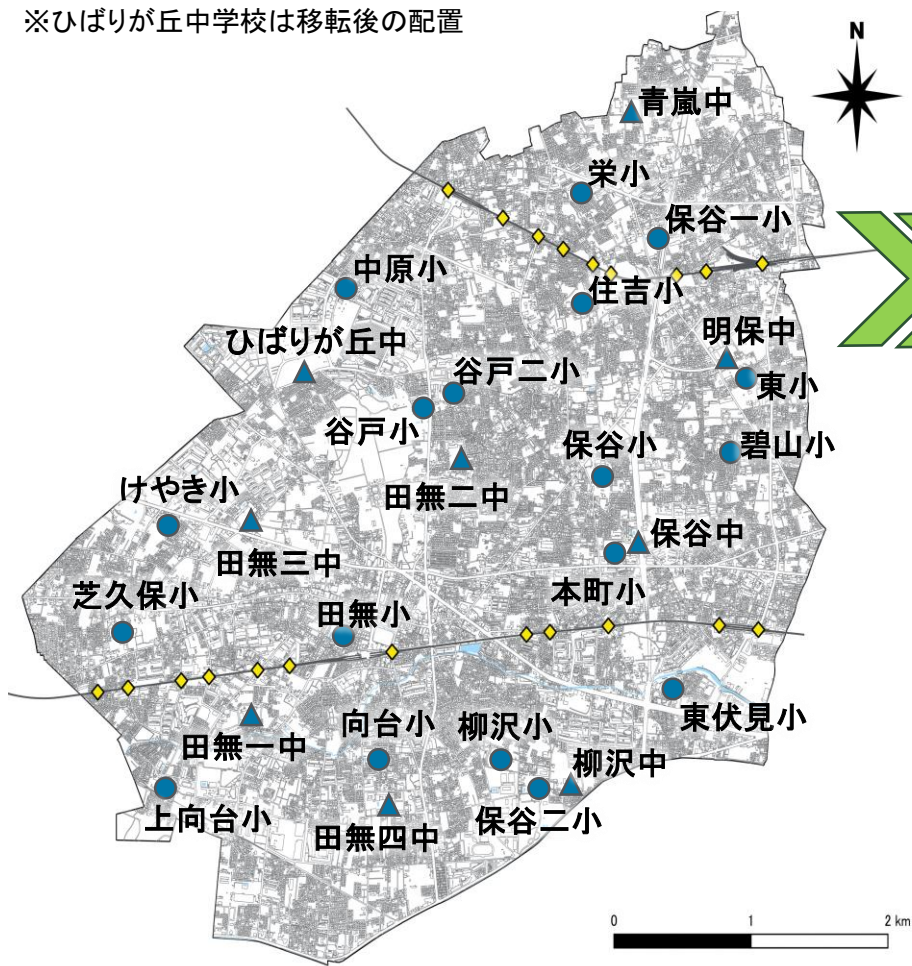 ※ひばりが丘中学校は移転後の配置
N
青嵐中
栄小
保谷一小
中原小
住吉小
ひばりが丘中
明保中
谷戸二小
東小
谷戸小
保谷小
碧山小
けやき小
田無二中
田無三中
保谷中
芝久保小
田無小
本町小
東伏見小
田無一中
向台小
柳沢小
柳沢中
上向台小
田無四中
保谷二小
0 1 2 km